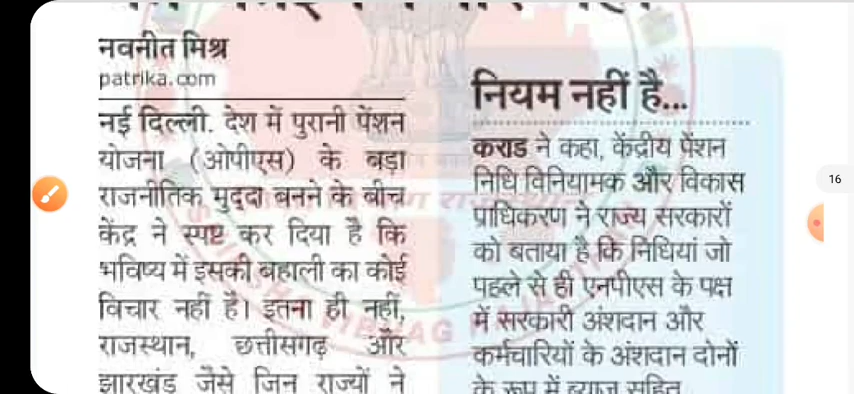 नवनीत मिश्र
patrika.com
नई दिल्ली. देश में पुरानी पेंशन
योजना (ओपीएस) के बड़ा
राजनीतिक मुद्दा बनने के बीच
केंद्र ने स्पष्ट कर दिया है कि
भविष्य में इसकी बहाली का कोई
विचार नहीं है। इतना ही नहीं,
राजस्थान, छत्तीसगढ़ और
झारखंड जैसे जिन राज्यों ने
नियम नहीं है...
कराड ने कहा, केंद्रीय पेंशन
निधि विनियामक और विकास
प्राधिकरण ने राज्य सरकारों
को बताया है कि निधियां जो
पहले से ही एनपीएस के पक्ष
में सरकारी अंशदान और
कर्मचारियों के अंशदान दोनों
के रूप में ब्याज सहित
16